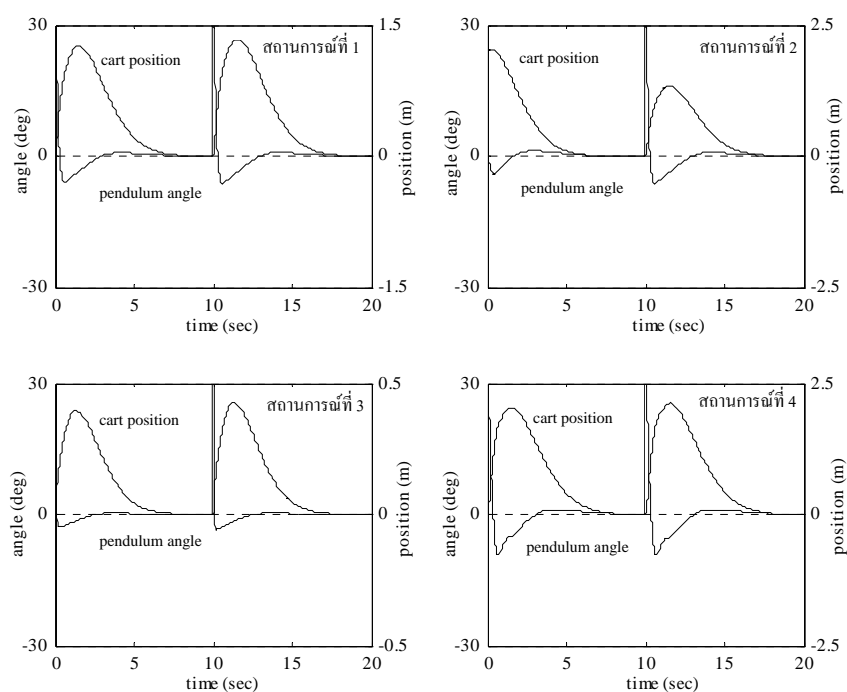 30
1.5
สถานการณ์ที่ 1
cart position
angle (deg)
0
0
position (m)
pendulum angle
-30
-1.5
0
5
10
15
20
time (sec)
30
2.5
สถานการณ์ที่ 2
cart position
angle (deg)
0
0
position (m)
pendulum angle
-30
-2.5
0
5
10
15
20
time (sec)
30
0.5
สถานการณ์ที่ 3
cart position
angle (deg)
0
0
position (m)
pendulum angle
-30
-0.5
0
5
10
15
20
time (sec)
30
2.5
สถานการณ์ที่ 4
cart position
angle (deg)
0
0
position (m)
pendulum angle
-30
-2.5
0
5
10
15
20
time (sec)